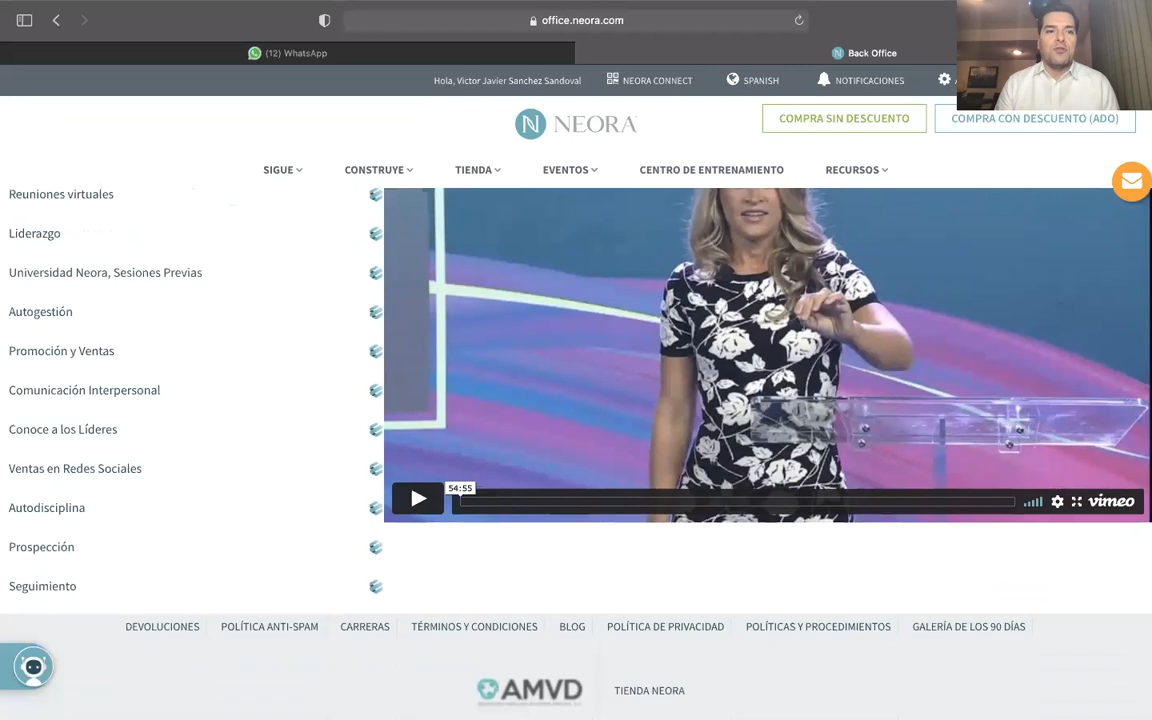 office.neora.com
(12) WhatsApp
Back Office
Hola, Victor Javier Sanchez Sandoval
NEORA CONNECT
SPANISH
NOTIFICACIONES
NEORA
COMPRA SIN DESCUENTO
COMPRA CON DESCUENTO (ADO)
SIGUE
CONSTRUYE
TIENDA
EVENTOS
CENTRO DE ENTRENAMIENTO
RECURSOS
Reuniones virtuales
Liderazgo
Universidad Neora, Sesiones Previas
Autogestión
Promoción y Ventas
Comunicación Interpersonal
Conoce a los Líderes
Ventas en Redes Sociales
Autodisciplina
Prospección
Seguimiento
54:55
vimeo
DEVOLUCIONES
POLÍTICA ANTI-SPAM
CARRERAS
TÉRMINOS Y CONDICIONES
BLOG
POLÍTICA DE PRIVACIDAD
POLÍTICAS Y PROCEDIMIENTOS
GALERÍA DE LOS 90 DÍAS
AMVD
TIENDA NEORA